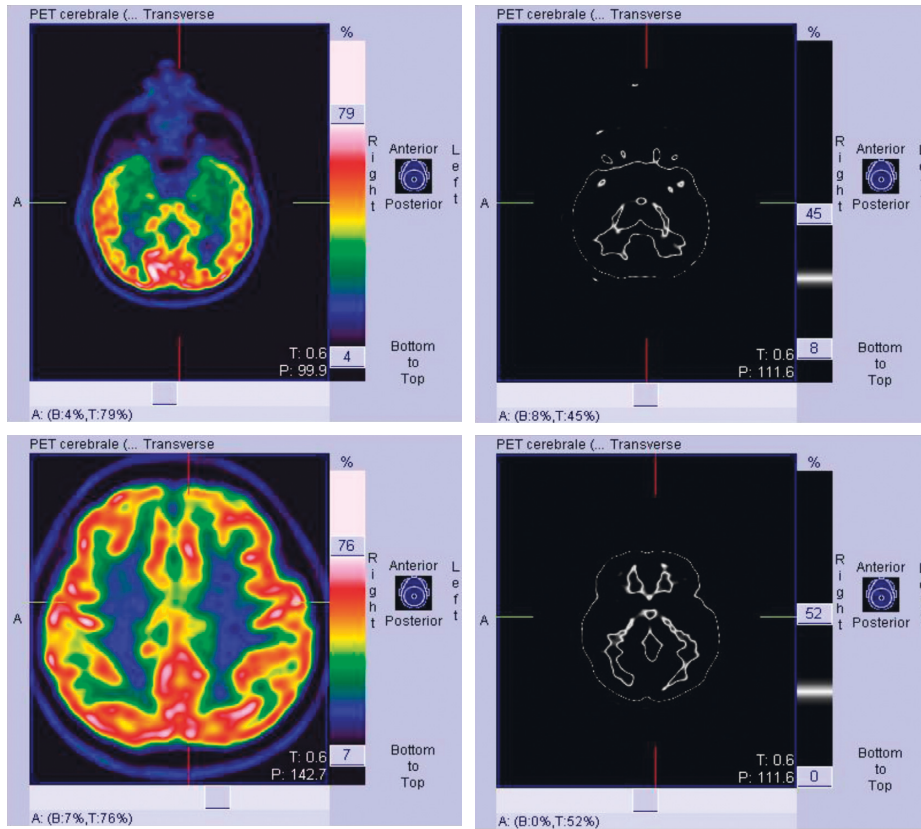 PET cerebrale (... Transverse
%
79
Right
Anterior
Left
A
Posterior
T: 0.6
P: 99.9
4
Bottom
to
Top
A: (B:4%,T:79%)
PET cerebrale (... Transverse
%
Right
Anterior
A
45
Posterior
T: 0.6
P: 111.6
8
Bottom
to
Top
A: (B:8%,T:45%)
PET cerebrale (... Transverse
%
76
Right
Anterior
Left
A
Posterior
T: 0.6
P: 142.7
7
Bottom
to
Top
A: (B:7%,T:76%)
PET cerebrale (... Transverse
%
Right
Anterior
A
52
Posterior
T: 0.6
P: 111.6
0
Bottom
to
Top
A: (B:0%,T:52%)